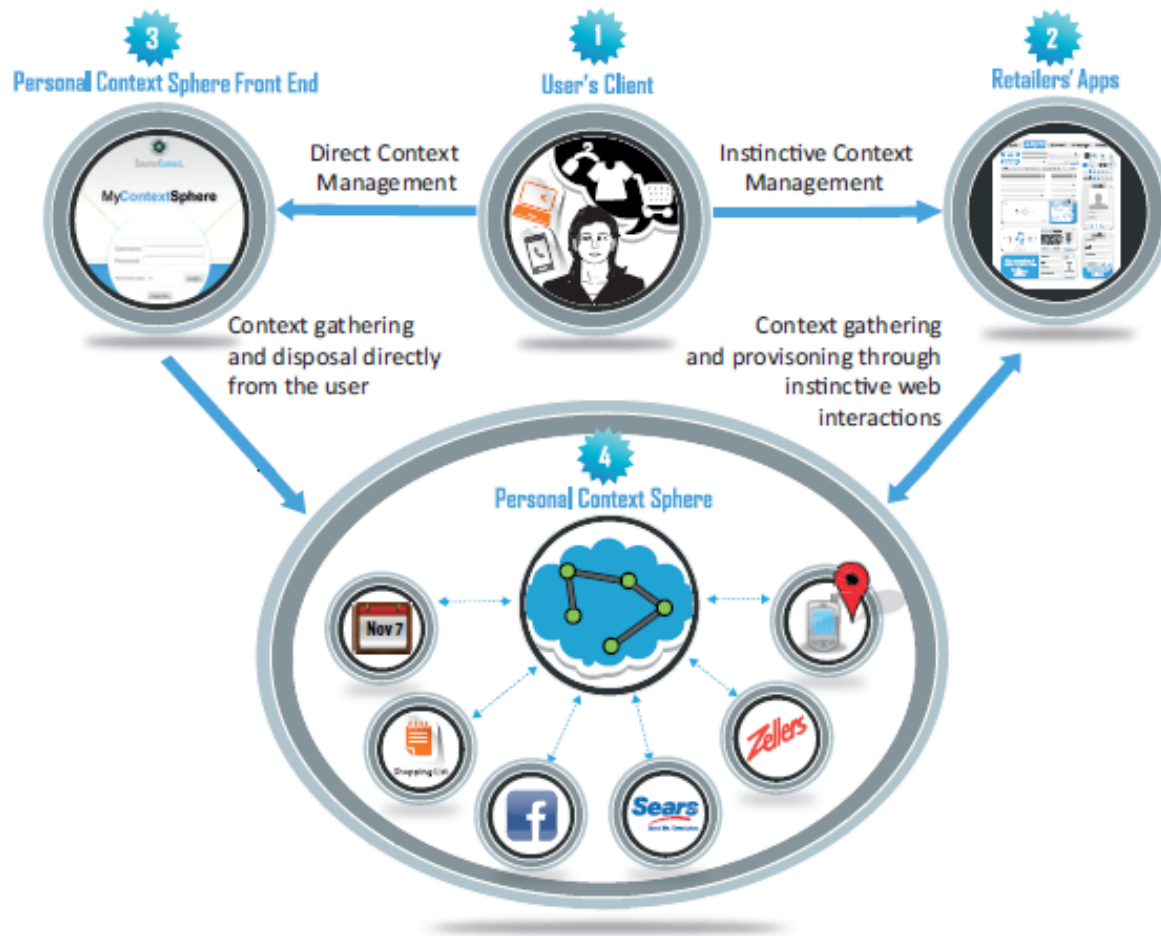 3
Personal Context Sphere Front End
1
User's Client
2
Retailers' Apps
Direct Context
Management
Instinctive Context
Management
MyContextSphere
Username
Password
Context gathering
and disposal directly
from the user
Context gathering
and provisoning through
instinctive web
interactions
4
Personal Context Sphere
Nov 7
Shopping List
f
Sears
Zellers